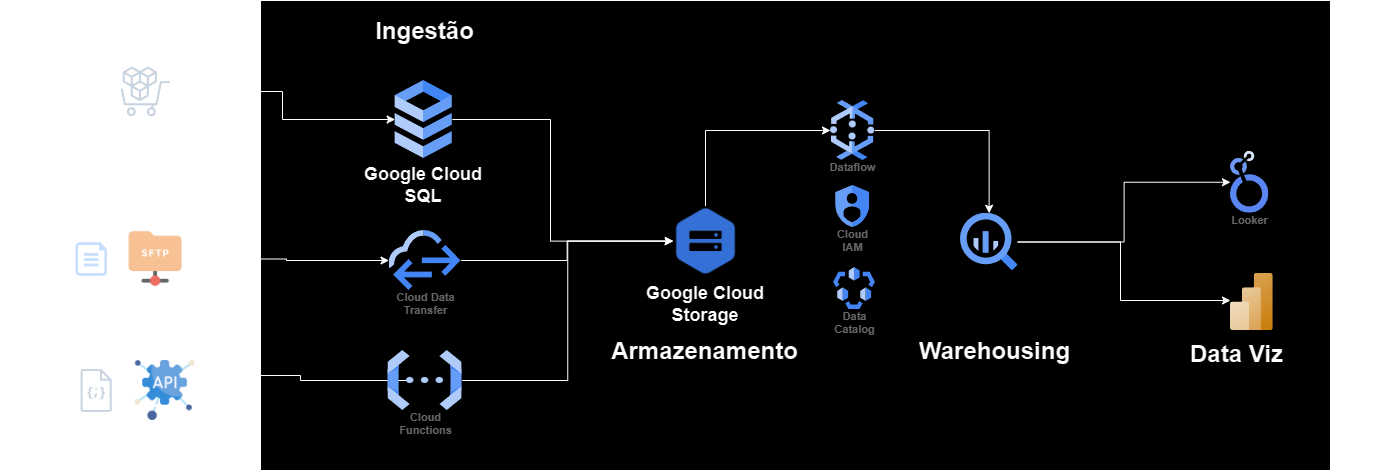 Ingestão
Google Cloud
SQL
SFTP
Cloud Data
Transfer
API
{;}
Cloud
Functions
Google Cloud
Storage
Armazenamento
Dataflow
Cloud
IAM
Data
Catalog
Warehousing
Looker
Data Viz